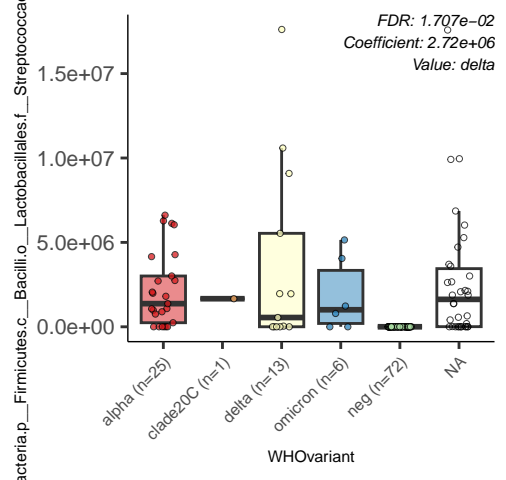 acteria.p__Firmicutes.c__Bacilli.o__Lactobacillales.f__Streptococcac
FDR: 1.707e−02
Coefficient: 2.72e+06
Value: delta
1.5e+07
1.0e+07
5.0e+06
0.0e+00
alpha (n=25)
clade20C (n=1)
delta (n=13)
omicron (n=6)
neg (n=72)
NA
WHOvariant